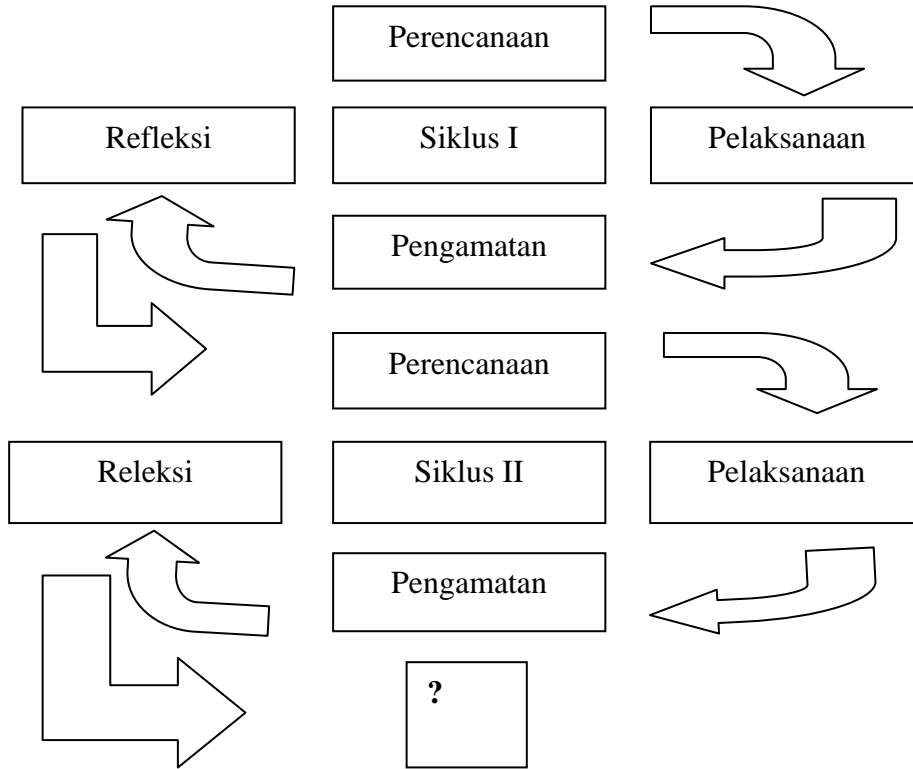 Perencanaan
Refleksi
Siklus I
Pelaksanaan
Pengamatan
Perencanaan
Releksi
Siklus II
Pelaksanaan
Pengamatan
?